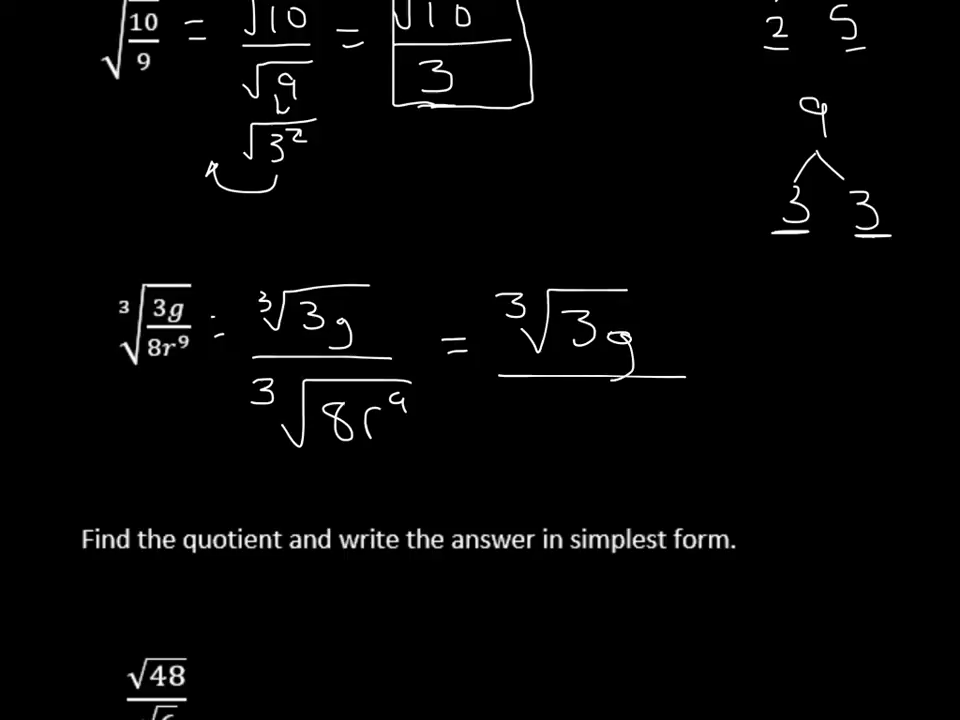 √(10/9) = √10/√9 = √10/3
√3²
2 5
9
3 3
∛(3g/8r⁹) = ∛3g/∛8r⁹ = ∛3g
Find the quotient and write the answer in simplest form.
√48